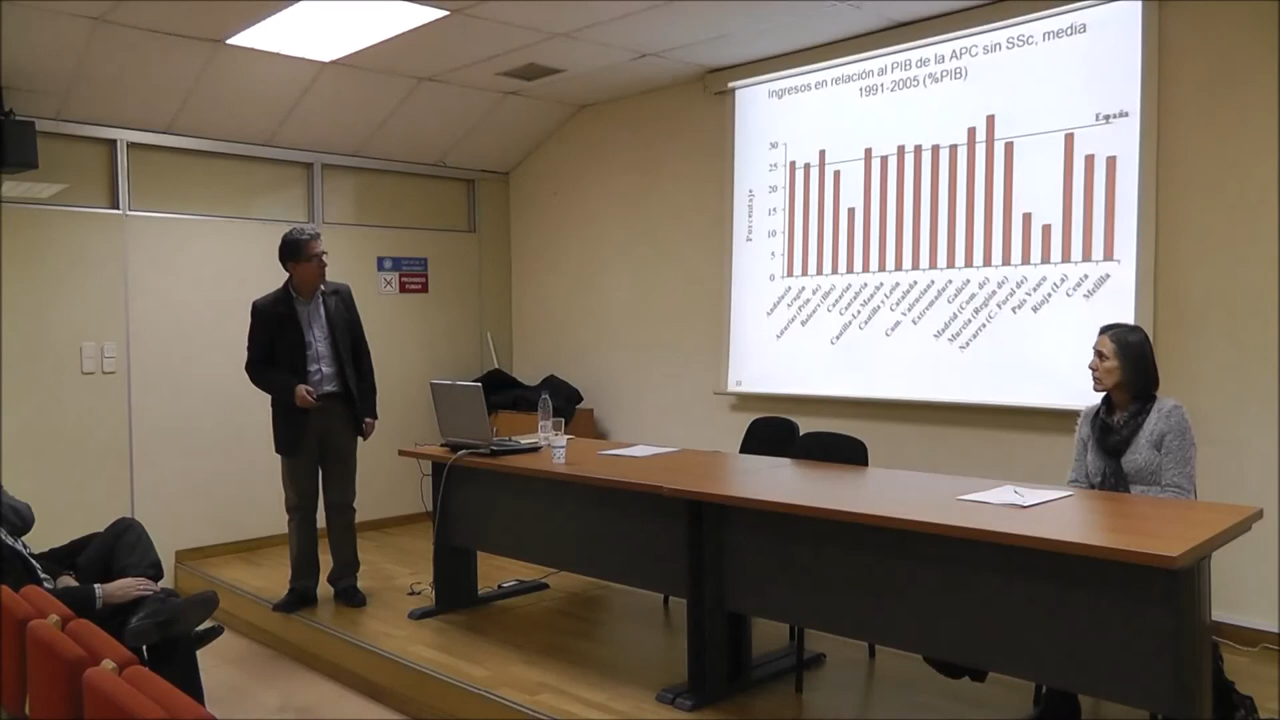 Ingresos en relación al PIB de la APC sin SSc, media
1991-2005 (%PIB)
España
Porcentaje
30
25
20
15
10
5
0
Andalucía
Aragón
Asturias (Prin. de)
Balears (Illes)
Canarias
Cantabria
Castilla-La Mancha
Castilla y León
Cataluña
Com. Valenciana
Extremadura
Galicia
Madrid (Com. de)
Murcia (Región de)
Navarra (C. Foral de)
País Vasco
Rioja (La)
Ceuta
Melilla
PROHIBIDO
FUMAR